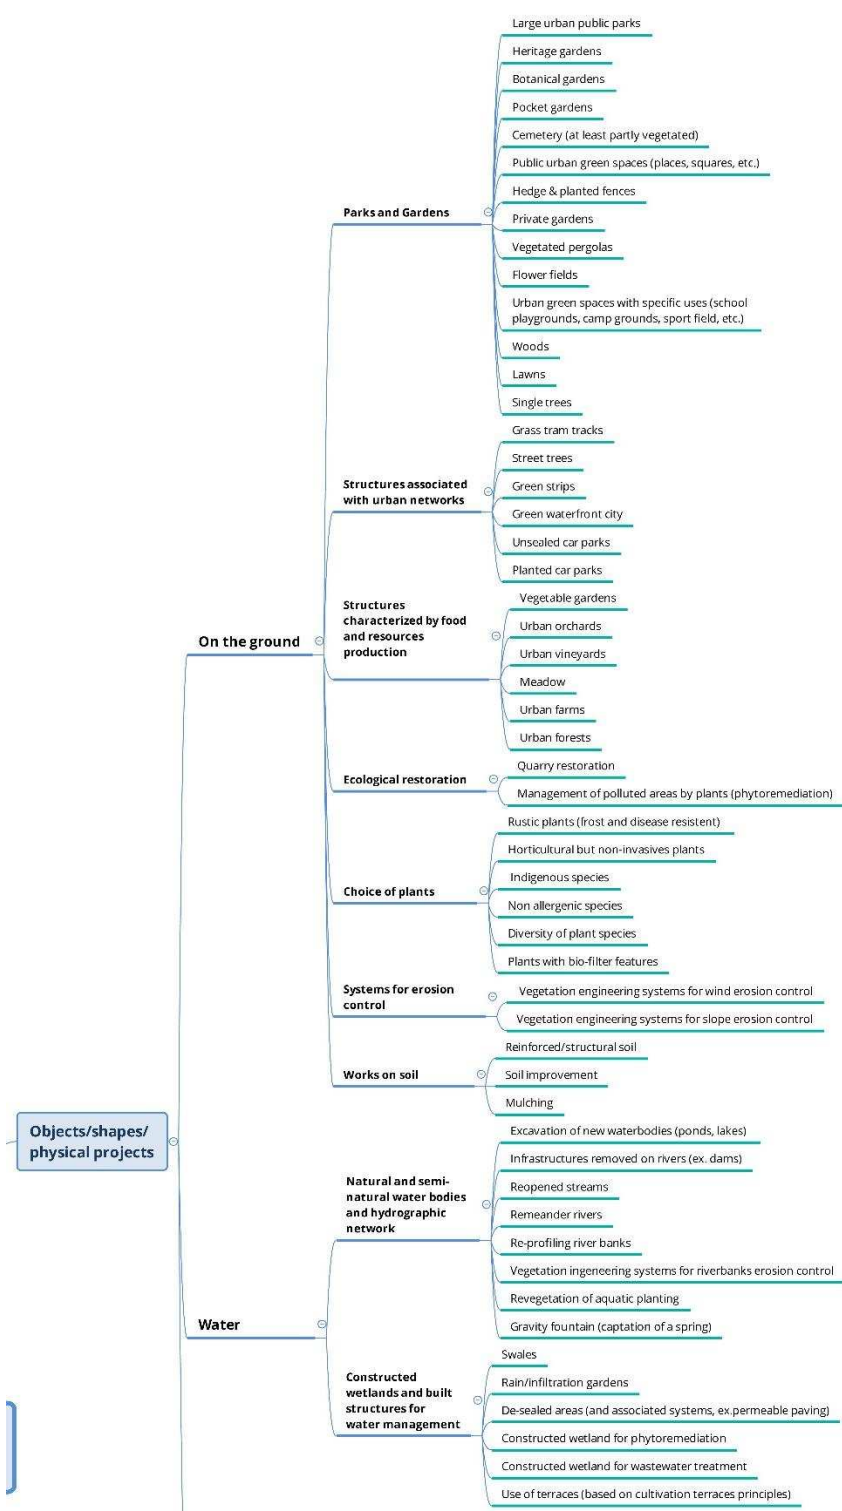 Large urban public parks
Heritage gardens
Botanical gardens
Pocket gardens
Cemetery (at least partly vegetated)
Public urban green spaces (places, squares, etc.)
Hedge & planted fences
Parks and Gardens
Private gardens
Vegetated pergolas
Flower fields
Urban green spaces with specific uses (school
playgrounds, camp grounds, sport field, etc.)
Woods
Lawns
Single trees
Grass tram tracks
Street trees
Structures associated
with urban networks
Green strips
Green waterfront city
Unsealed car parks
Planted car parks
On the ground
Structures
characterized by food
and resources
production
Vegetable gardens
Urban orchards
Urban vineyards
Meadow
Urban farms
Urban forests
Ecological restoration
Quarry restoration
Management of polluted areas by plants (phytoremediation)
Rustic plants (frost and disease resistent)
Horticultural but non-invasives plants
Indigenous species
Choice of plants
Non allergenic species
Diversity of plant species
Plants with bio-filter features
Systems for erosion
control
Vegetation engineering systems for wind erosion control
Vegetation engineering systems for slope erosion control
Works on soil
Reinforced/structural soil
Soil improvement
Mulching
Objects/shapes/
physical projects
Natural and semi-
natural water bodies
and hydrographic
network
Excavation of new waterbodies (ponds, lakes)
Infrastructures removed on rivers (ex. dams)
Reopened streams
Remeander rivers
Re-profiling river banks
Vegetation ingeneering systems for riverbanks erosion control
Revegetation of aquatic planting
Gravity fountain (captation of a spring)
Water
Constructed
wetlands and built
structures for
water management
Swales
Rain/infiltration gardens
De-sealed areas (and associated systems, ex.permeable paving)
Constructed wetland for phytoremediation
Constructed wetland for wastewater treatment
Use of terraces (based on cultivation terraces principles)